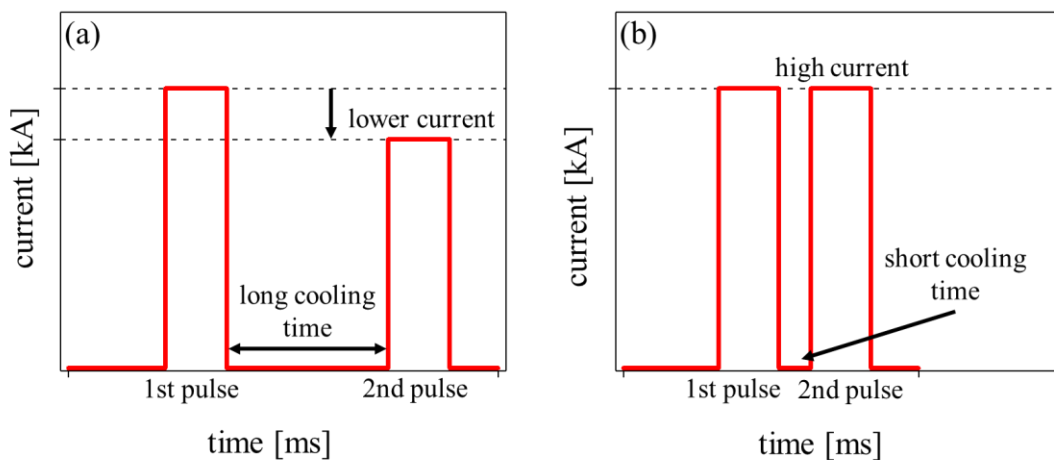 (a)
lower current
current [kA]
long cooling
time
1st pulse
2nd pulse
time [ms]
(b)
high current
current [kA]
short cooling
time
1st pulse
2nd pulse
time [ms]